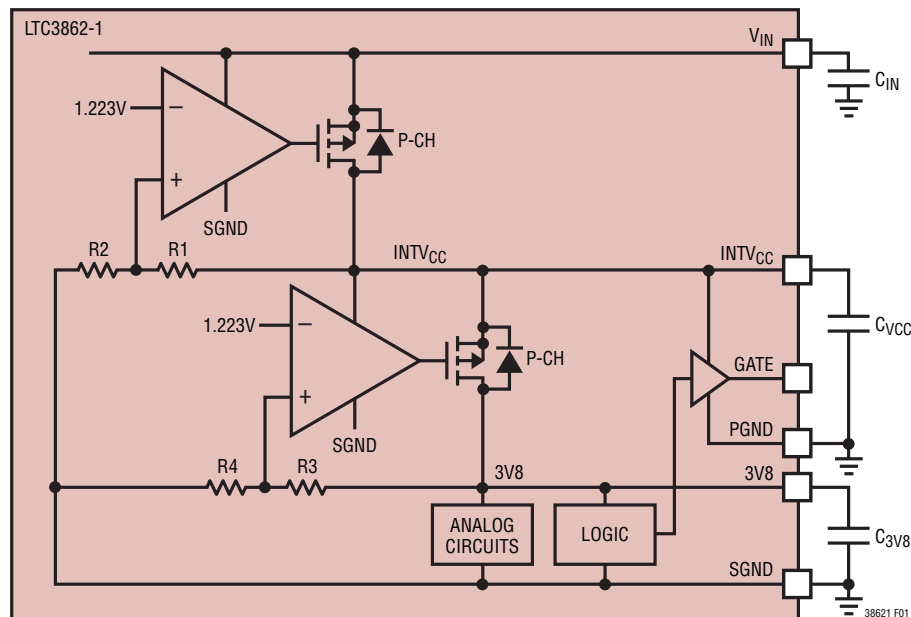 LTC3862-1
VIN
CIN
1.223V
P-CH
SGND
R2
R1
INTVCC
INTVCC
1.223V
CVCC
P-CH
GATE
SGND
PGND
R4
R3
3V8
3V8
ANALOG
CIRCUITS
LOGIC
C3V8
SGND
38621 F01